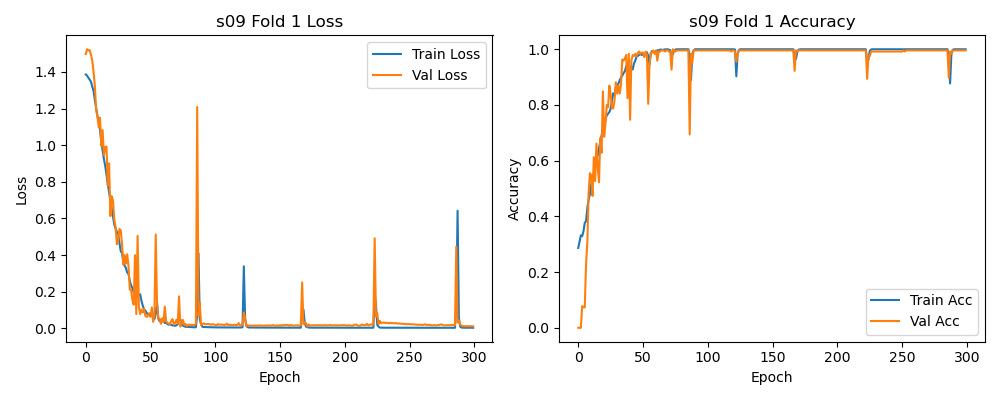 s09 Fold 1 Loss
Train Loss
Val Loss
1.4
1.2
1.0
0.8
0.6
0.4
0.2
0.0
Loss
0 50 100 150 200 250 300
Epoch
s09 Fold 1 Accuracy
1.0
0.8
0.6
0.4
0.2
0.0
Accuracy
Train Acc
Val Acc
0 50 100 150 200 250 300
Epoch